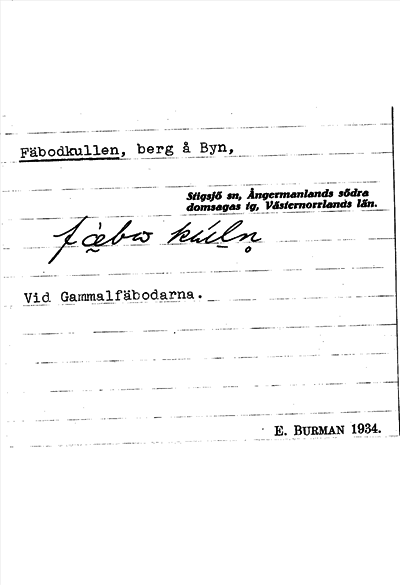 Fäbodkullen, berg å Byn,
Stigsjö sn, Ångermanlands södra
domsagas tg, Västernorrlands län.
Vid Gammalfäbodarna.
E. BURMAN 1934.